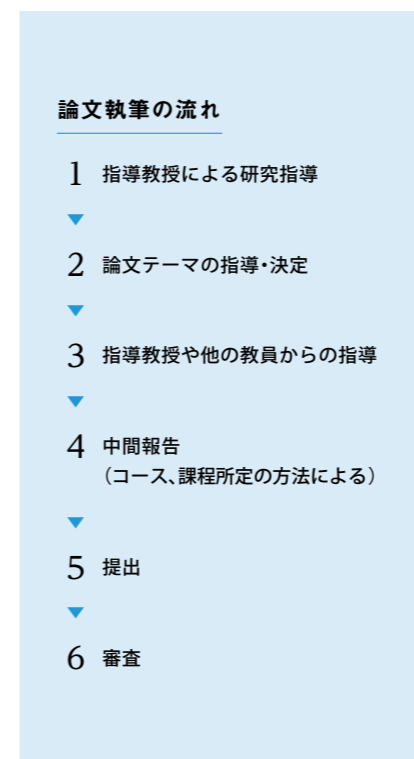 論文執筆の流れ
1 指導教授による研究指導
▼
2 論文テーマの指導・決定
▼
3 指導教授や他の教員からの指導
▼
4 中間報告
（コース、課程所定の方法による）
▼
5 提出
▼
6 審査